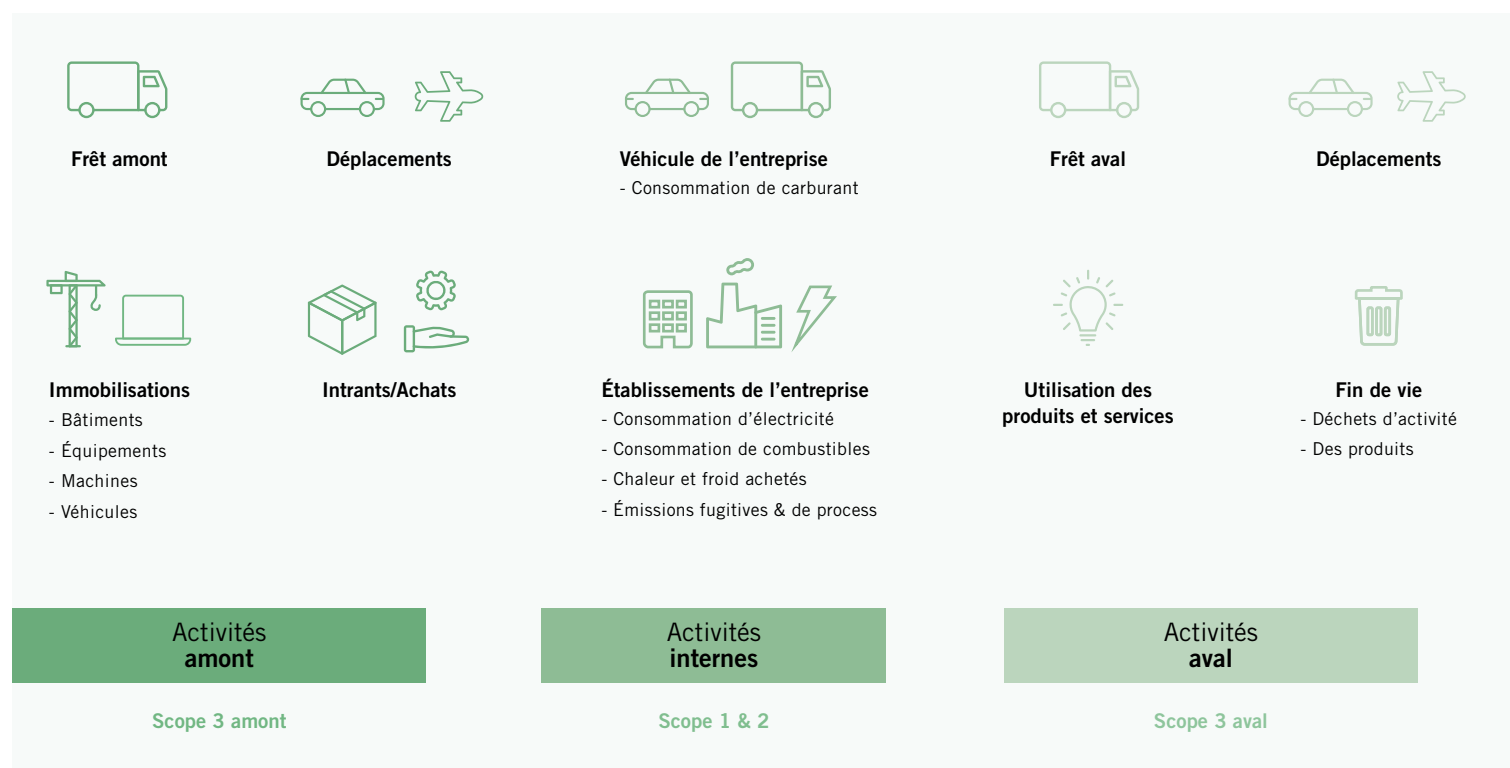 Frêt amont
Déplacements
Véhicule de l'entreprise
- Consommation de carburant
Frêt aval
Déplacements
Immobilisations
- Bâtiments
- Équipements
- Machines
- Véhicules
Intrants/Achats
Établissements de l'entreprise
- Consommation d'électricité
- Consommation de combustibles
- Chaleur et froid achetés
- Émissions fugitives & de process
Utilisation des
produits et services
Fin de vie
- Déchets d'activité
- Des produits
Activités
amont
Activités
internes
Activités
aval
Scope 3 amont
Scope 1 & 2
Scope 3 aval